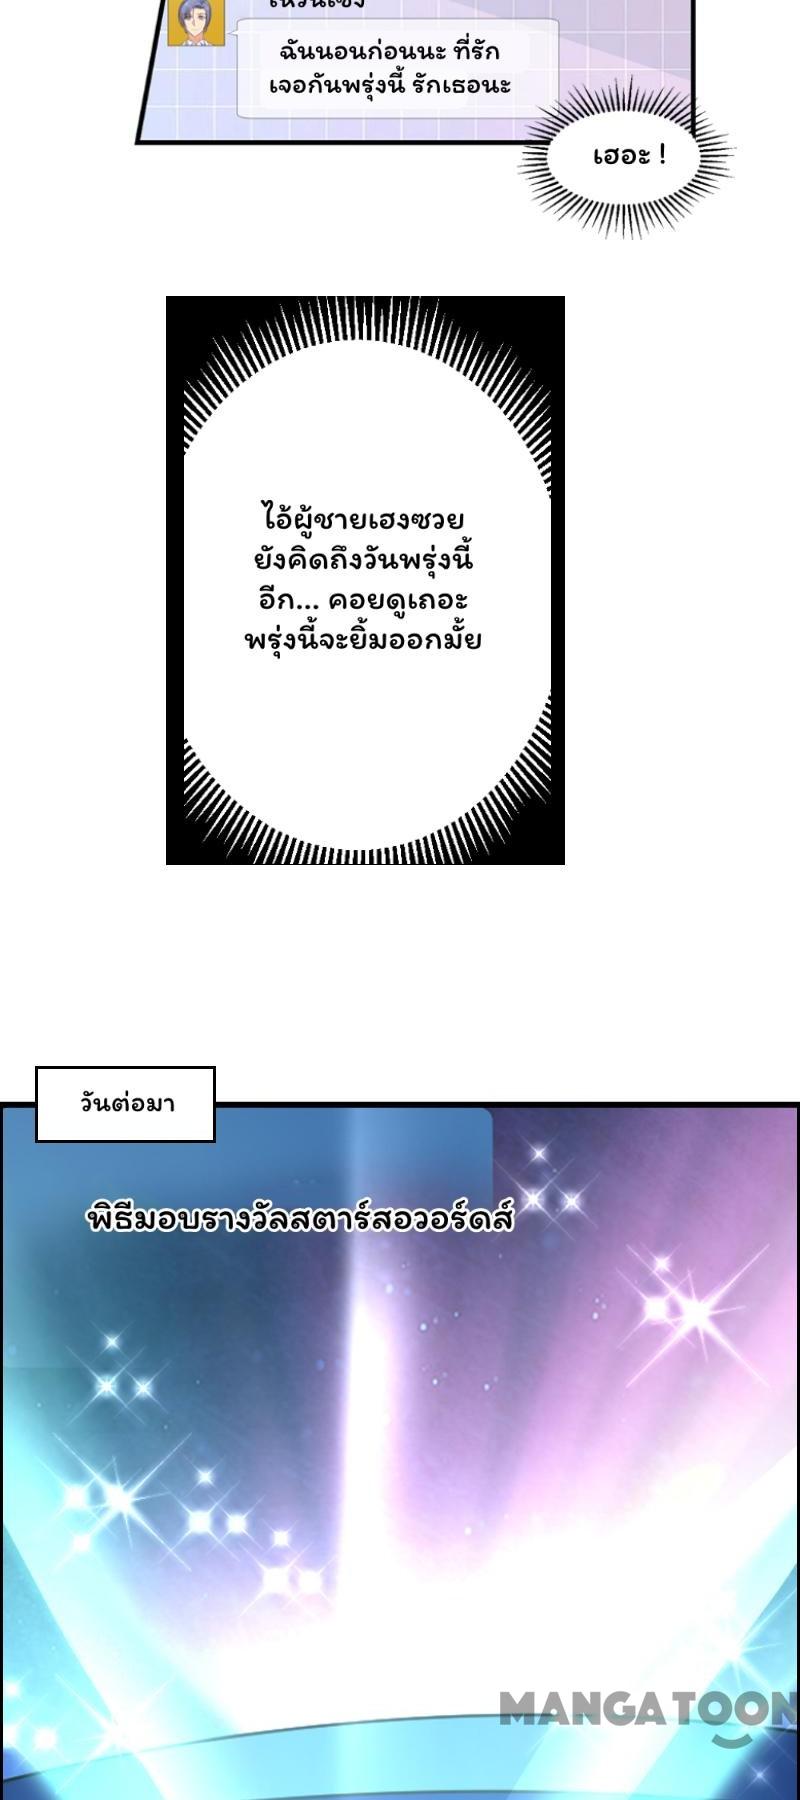 ฉันนอนก่อนนะ ที่รัก
เจอกันพรุ่งนี้ รักเธอนะ
เฮอะ !
ไอ้ผู้ชายเฮงซวย
ยังคิดถึงวันพรุ่งนี้
อีก... คอยดูเถอะ
พรุ่งนี้จะยิ้มออกมั้ย
วันต่อมา
พิธีมอบรางวัลสตาร์สอวอร์ดส์
MANGATOON